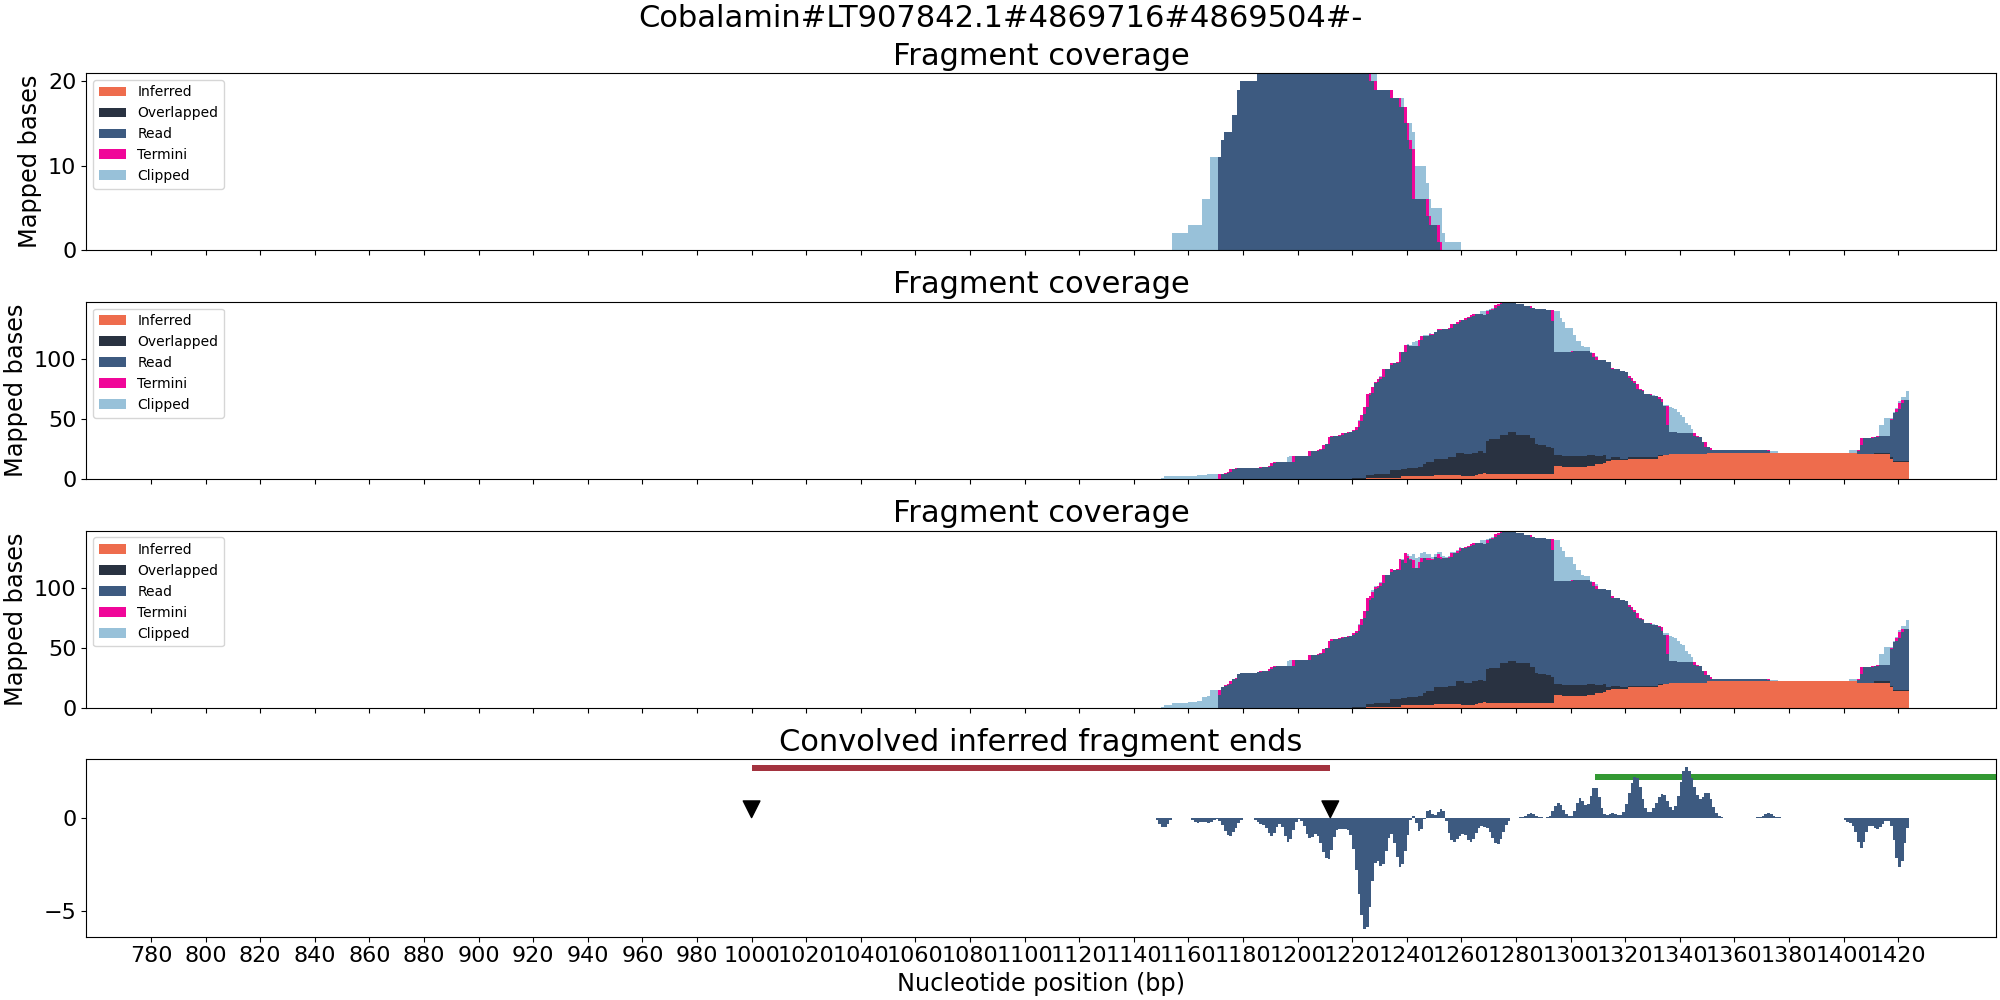 Cobalamin#LT907842.1#4869716#4869504#-
Fragment coverage
Mapped bases
20
10
0
Inferred
Overlapped
Read
Termini
Clipped
Fragment coverage
Mapped bases
100
50
0
Inferred
Overlapped
Read
Termini
Clipped
Fragment coverage
Mapped bases
100
50
0
Inferred
Overlapped
Read
Termini
Clipped
Convolved inferred fragment ends
0
−5
780 800 820 840 860 880 900 920 940 960 980 1000 1020 1040 1060 1080 1100 1120 1140 1160 1180 1200 1220 1240 1260 1280 1300 1320 1340 1360 1380 1400 1420
Nucleotide position (bp)